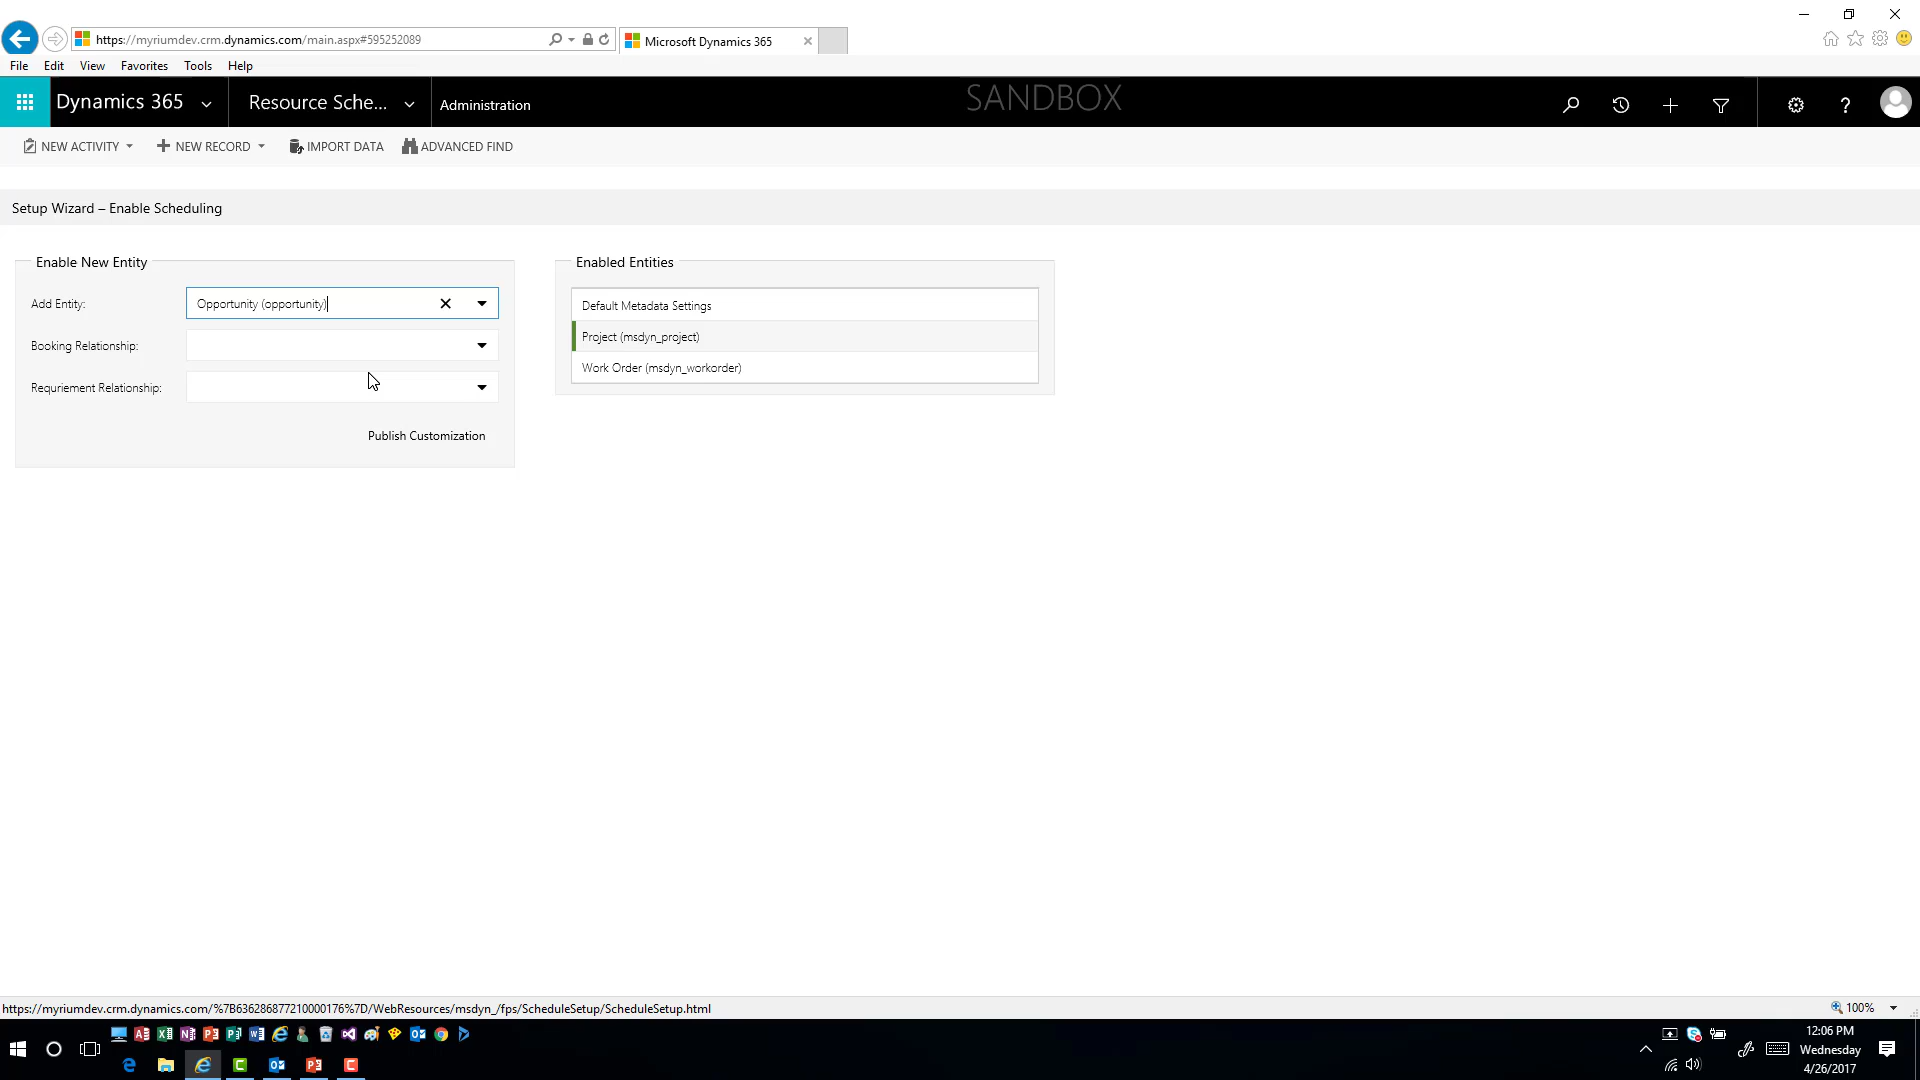 https://myriumdev.crm.dynamics.com/main.aspx#595252089
Microsoft Dynamics 365
File Edit View Favorites Tools Help
Dynamics 365
Resource Sche...
Administration
SANDBOX
NEW ACTIVITY
NEW RECORD
IMPORT DATA
ADVANCED FIND
Setup Wizard – Enable Scheduling
Enable New Entity
Add Entity:
Opportunity (opportunity)
Booking Relationship:
Requriement Relationship:
Publish Customization
Enabled Entities
Default Metadata Settings
Project (msdyn_project)
Work Order (msdyn_workorder)
https://myriumdev.crm.dynamics.com/%7B636286877210000176%7D/WebResources/msdyn_/fps/ScheduleSetup/ScheduleSetup.html
100%
12:06 PM
Wednesday
4/26/2017